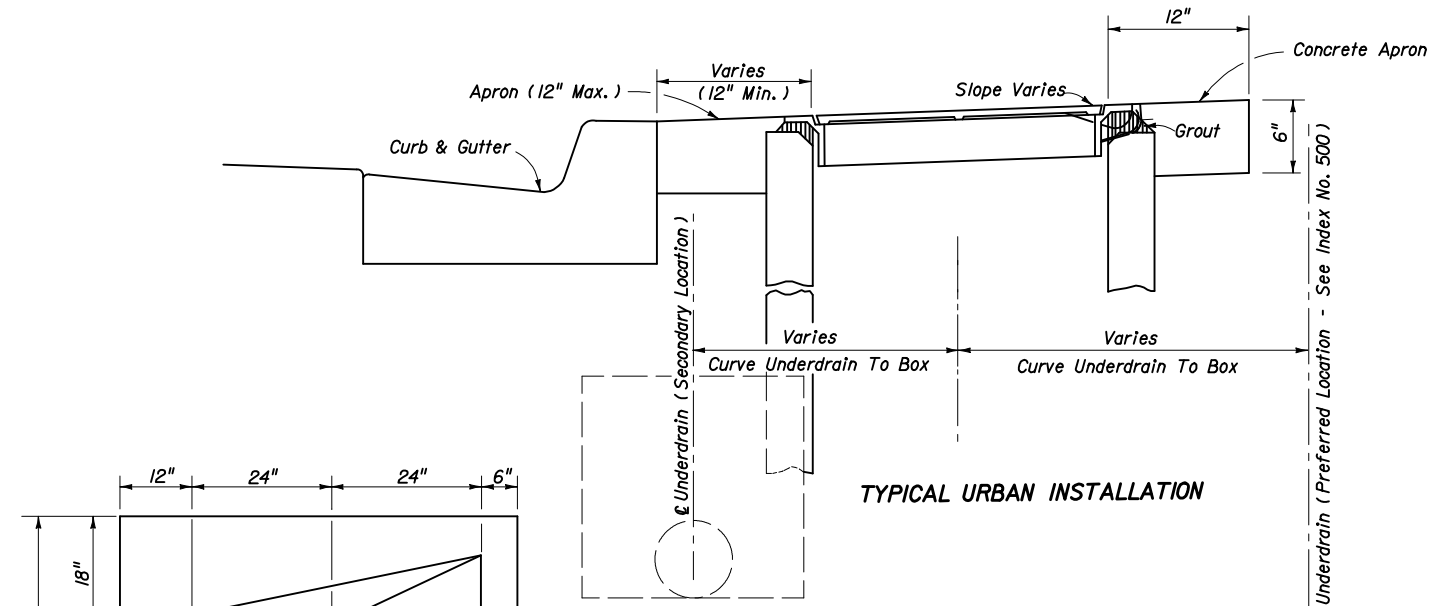 12"
Concrete Apron
Varies
(12" Min.)
Apron (12" Max.)
Slope Varies
Curb & Gutter
Grout
6"
Varies
Curve Underdrain To Box
Varies
Curve Underdrain To Box
℄ Underdrain (Secondary Location)
Underdrain (Preferred Location - See Index No. 500)
TYPICAL URBAN INSTALLATION
12"
24"
24"
6"
18"